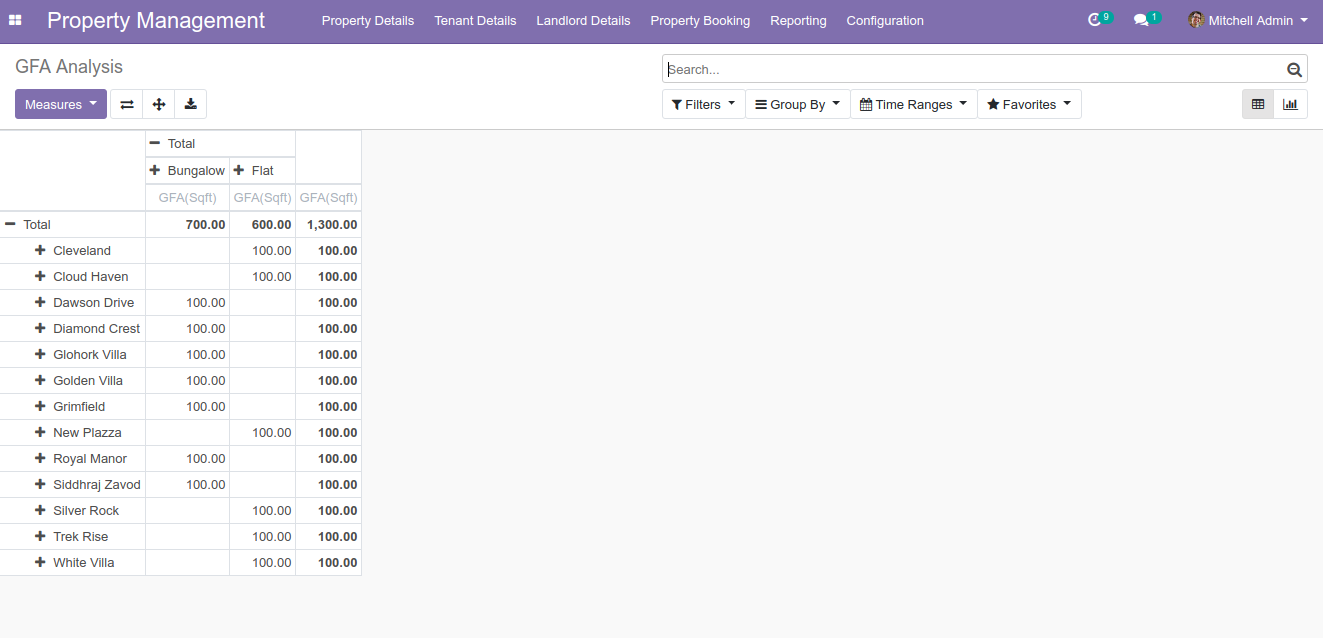 Property Management Property Details Tenant Details Landlord Details Property Booking Reporting Configuration 9 1 Mitchell Admin
GFA Analysis
Search...
Measures
Filters Group By Time Ranges Favorites
Total
Bungalow Flat
GFA(Sqft) GFA(Sqft) GFA(Sqft)
Total 700.00 600.00 1,300.00
Cleveland 100.00 100.00
Cloud Haven 100.00 100.00
Dawson Drive 100.00 100.00
Diamond Crest 100.00 100.00
Glohork Villa 100.00 100.00
Golden Villa 100.00 100.00
Grimfield 100.00 100.00
New Plazza 100.00 100.00
Royal Manor 100.00 100.00
Siddhraj Zavod 100.00 100.00
Silver Rock 100.00 100.00
Trek Rise 100.00 100.00
White Villa 100.00 100.00